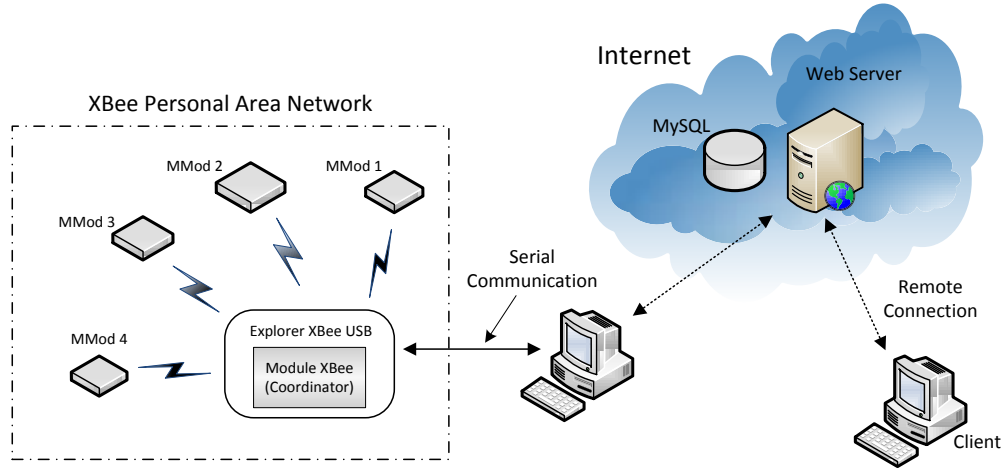 Internet
Web Server
MySQL
XBee Personal Area Network
MMod 1
MMod 2
MMod 3
MMod 4
Explorer XBee USB
Module XBee
(Coordinator)
Serial
Communication
Remote
Connection
Client